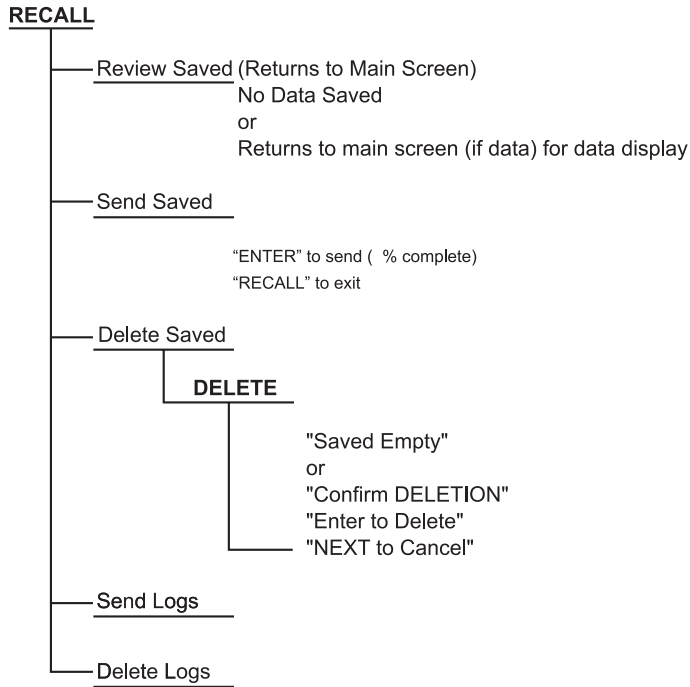 RECALL
Review Saved (Returns to Main Screen)
No Data Saved
or
Returns to main screen (if data) for data display
Send Saved
“ENTER” to send (  % complete)
“RECALL” to exit
Delete Saved
DELETE
"Saved Empty"
or
"Confirm DELETION"
"Enter to Delete"
"NEXT to Cancel"
Send Logs
Delete Logs